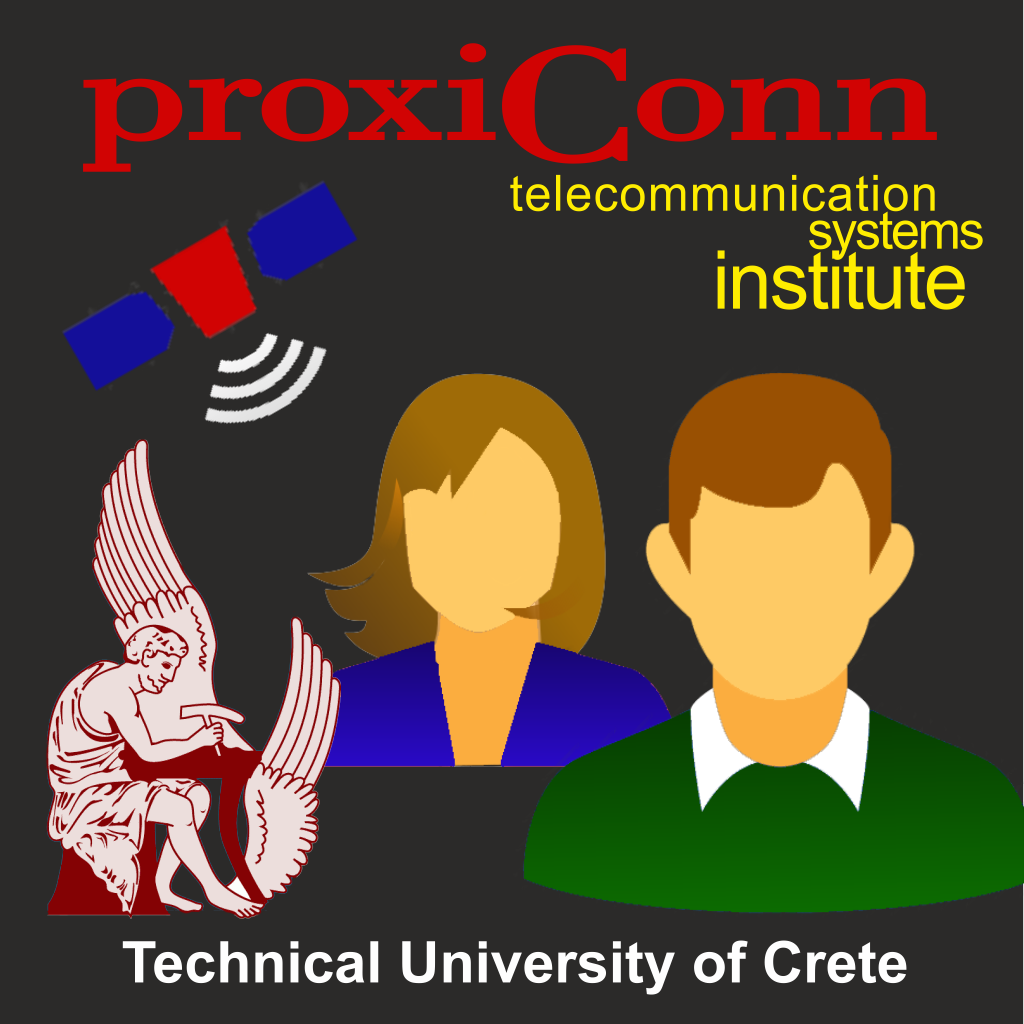 proxiConn
telecommunication
systems
institute
Technical University of Crete